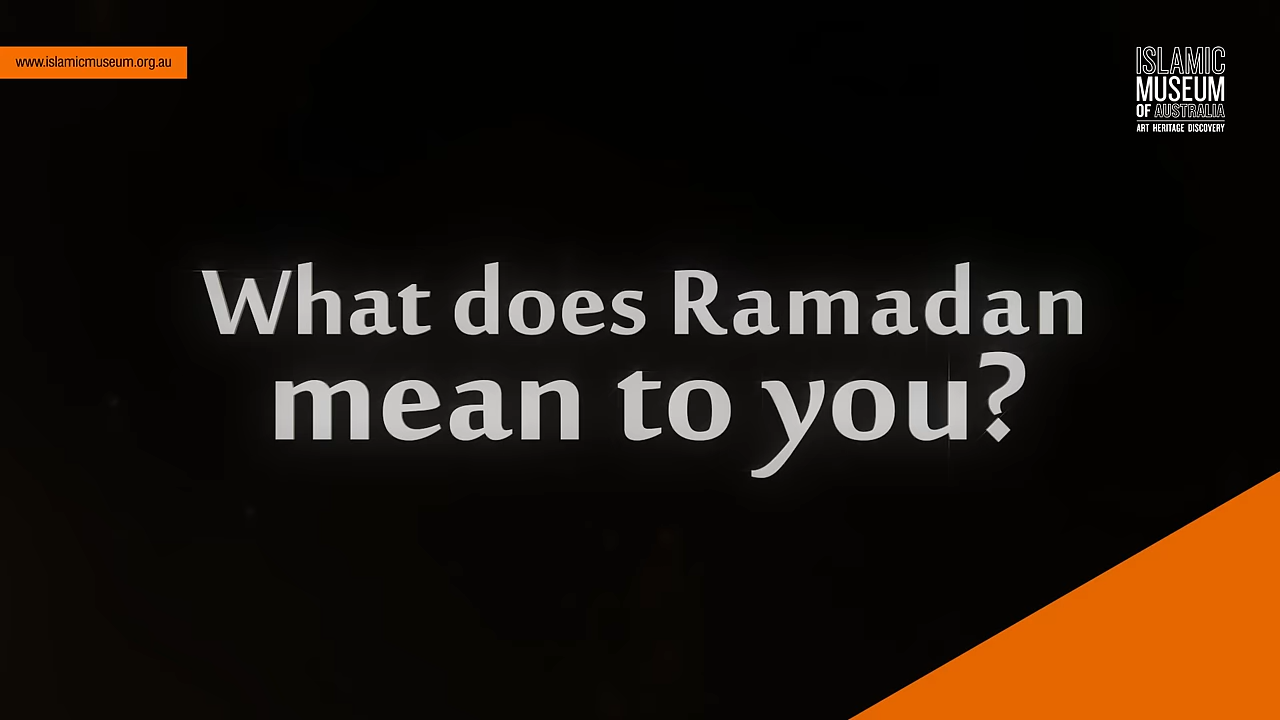 www.islamicmuseum.org.au
ISLAMIC
MUSEUM
OF AUSTRALIA
ART HERITAGE DISCOVERY
What does Ramadan
mean to you?